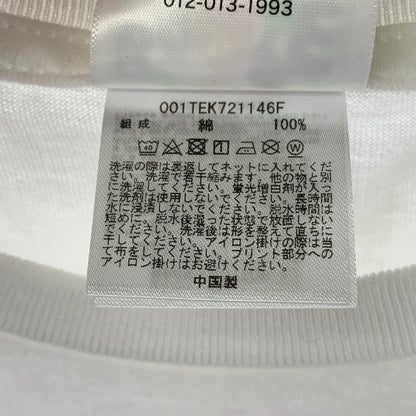 012-013-1993
001TEK721146F
組成 綿 100%
40 W
洗濯の際は裏返してネットに入れてくだ
さい。洗濯で若干縮みます。他の物と別
に洗濯してください。蛍光増白剤が入っ
た洗剤は使わないでください。長時間
水に浸漬しないでください。脱水時間は
短めに。脱水後湿った状態で放置しない
でください。洗濯後は形を整えて直ちに
干してください。アイロン掛けの際は当
て布をしてください。プリント部分への
アイロン掛けはお避けください。
中国製